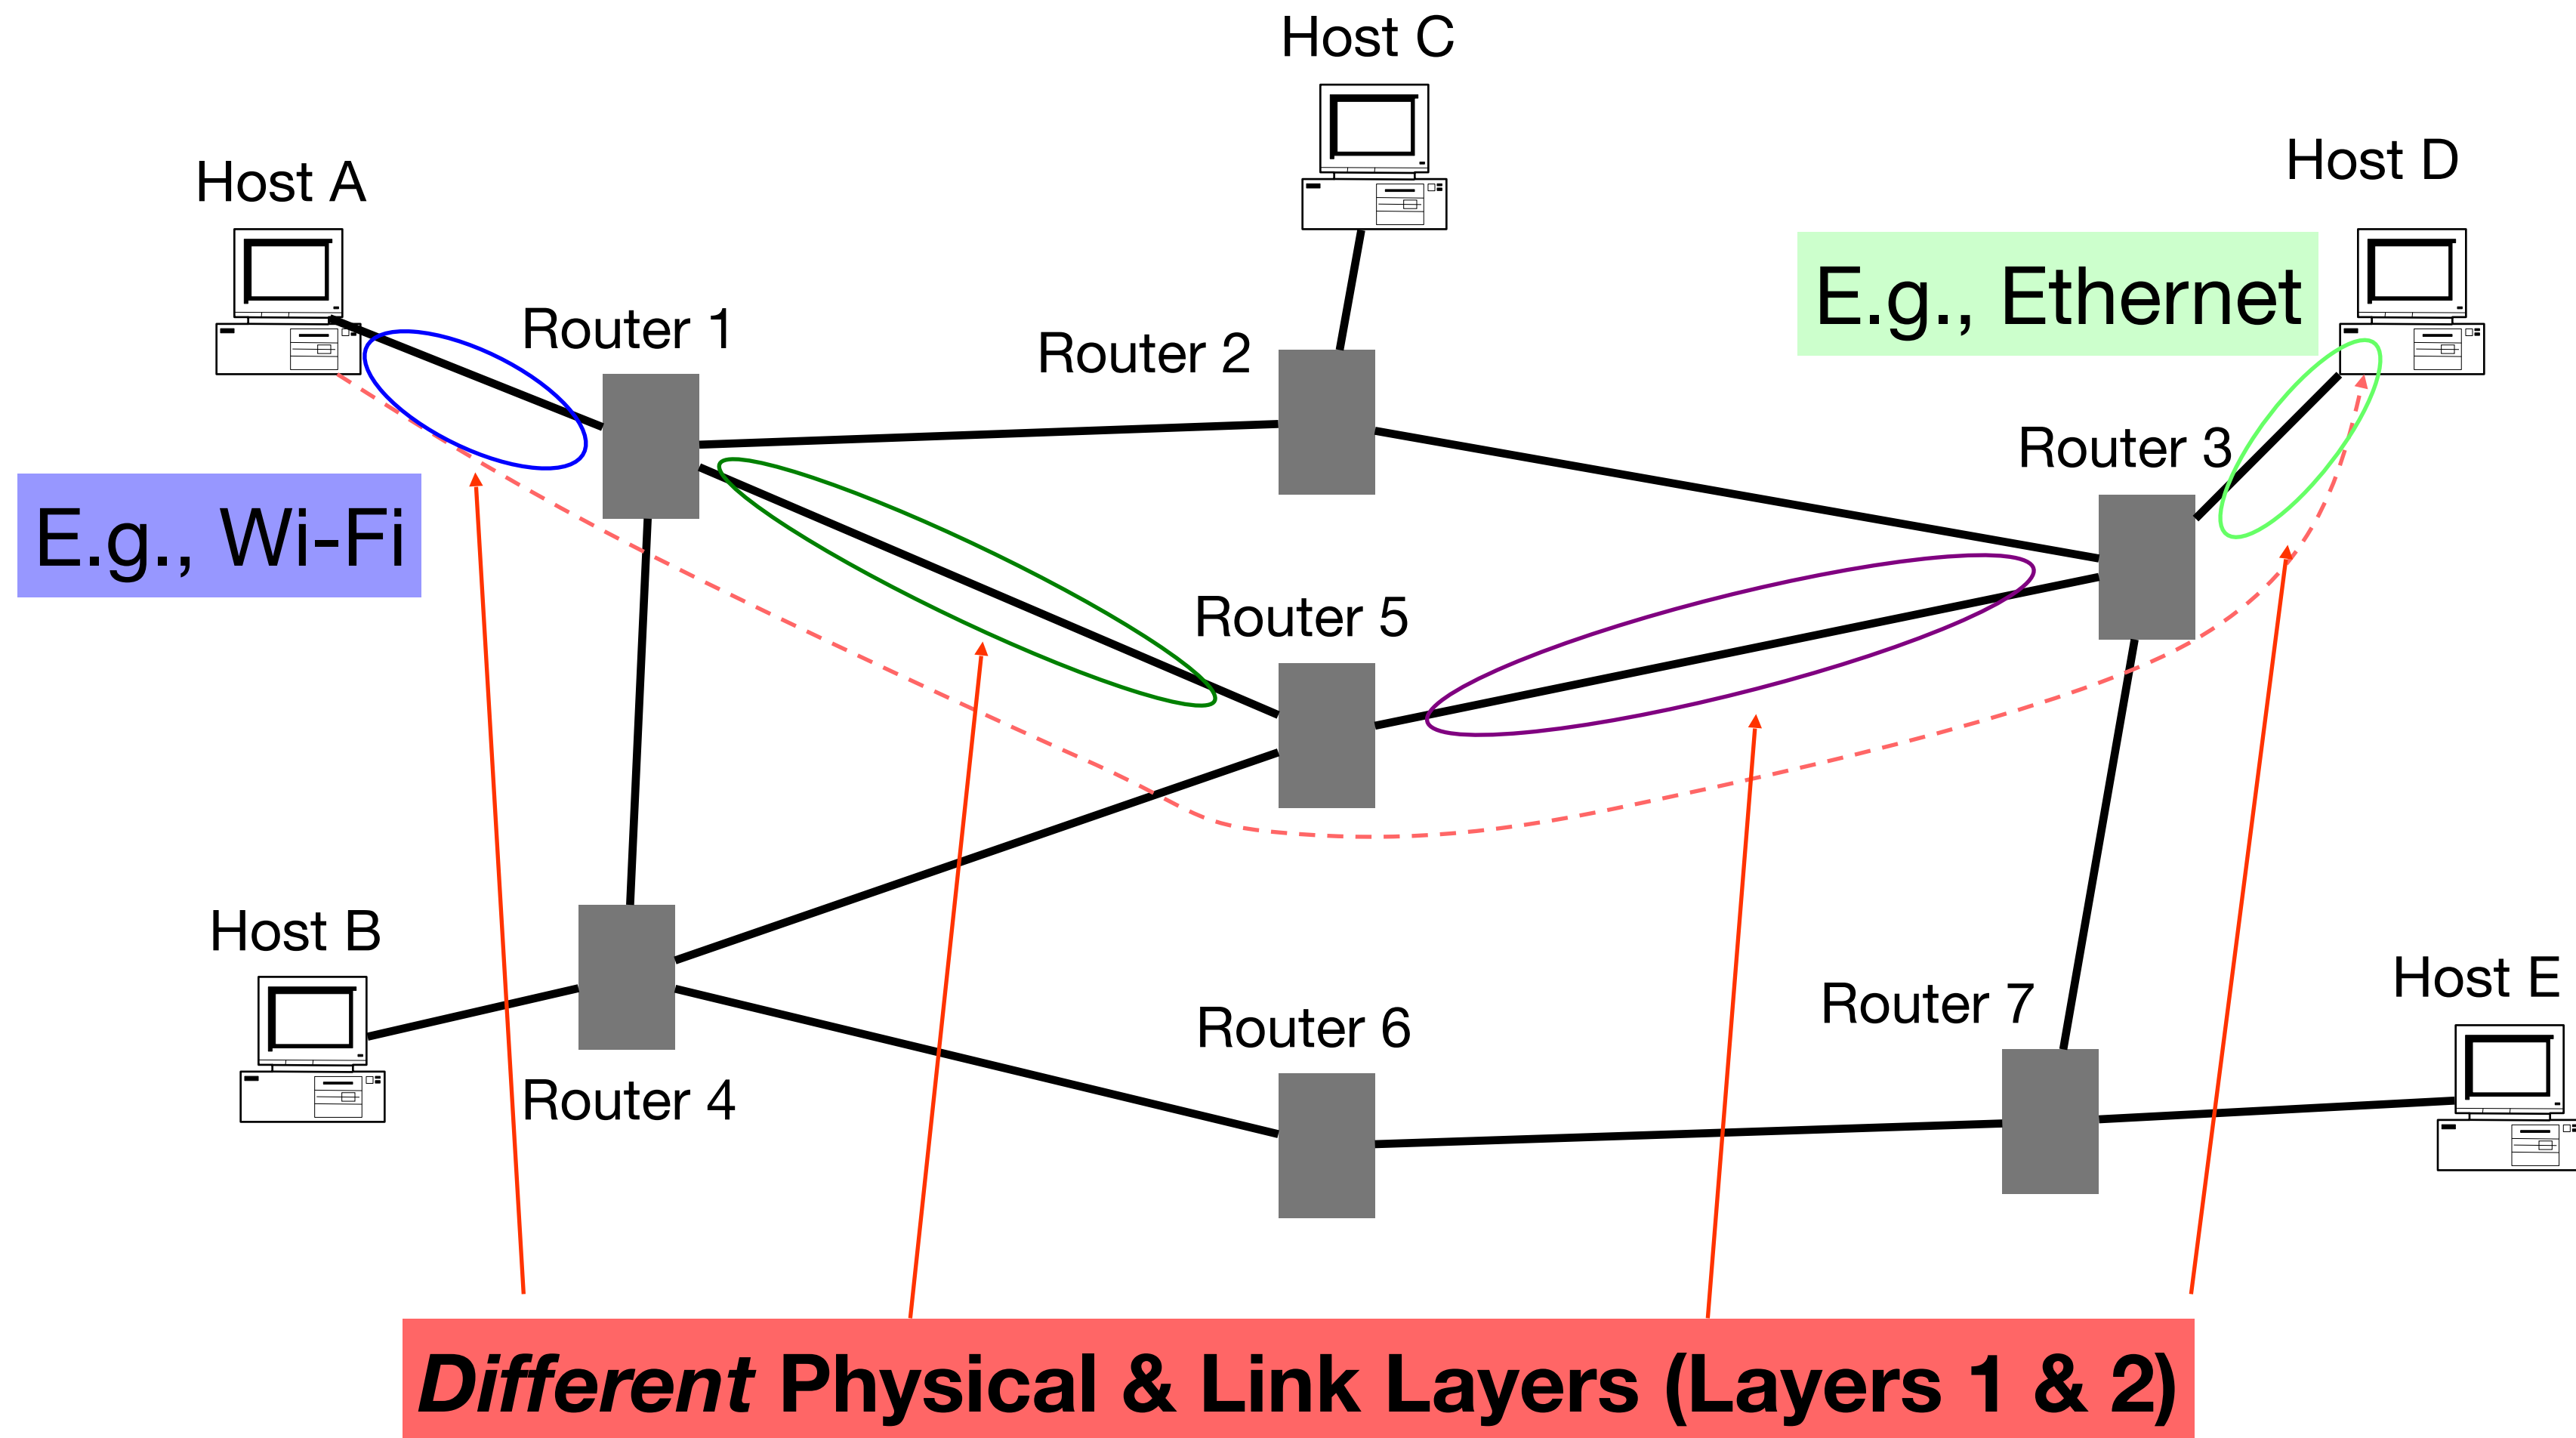 Host C
Host D
Host A
E.g., Ethernet
Router 1
Router 2
Router 3
E.g., Wi-Fi
Router 5
Host B
Host E
Router 7
Router 6
Router 4
Different Physical & Link Layers (Layers 1 & 2)